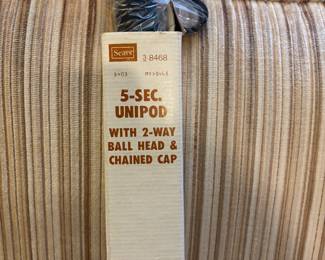 Sears
3 8468
5-SEC.
UNIPOD
WITH 2-WAY
BALL HEAD &
CHAINED CAP